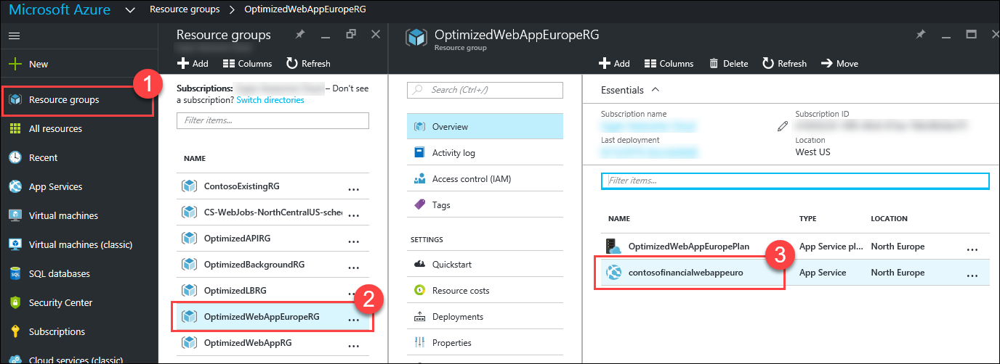 Microsoft Azure
Resource groups > OptimizedWebAppEuropeRG
New
Resource groups
1
All resources
Recent
App Services
Virtual machines
Virtual machines (classic)
SQL databases
Security Center
Subscriptions
Cloud services (classic)
Resource groups
Add Columns Refresh
Subscriptions: – Don't see
a subscription? Switch directories
Filter items...
NAME
ContosoExistingRG ...
CS-WebJobs-NorthCentralUS-sche ...
OptimizedAPIRG ...
OptimizedBackgroundRG ...
OptimizedLBRG ...
2
OptimizedWebAppEuropeRG ...
OptimizedWebAppRG ...
OptimizedWebAppEuropeRG
Resource group
Add Columns Delete Refresh Move
Search (Ctrl+/)
Overview
Activity log
Access control (IAM)
Tags
SETTINGS
Quickstart
Resource costs
Deployments
Properties
Essentials
Subscription name
Last deployment
Subscription ID
Location
West US
Filter items...
NAME TYPE LOCATION
OptimizedWebAppEuropePlan App Service pl... North Europe ...
3
contosofinancialwebappeuro App Service North Europe ...